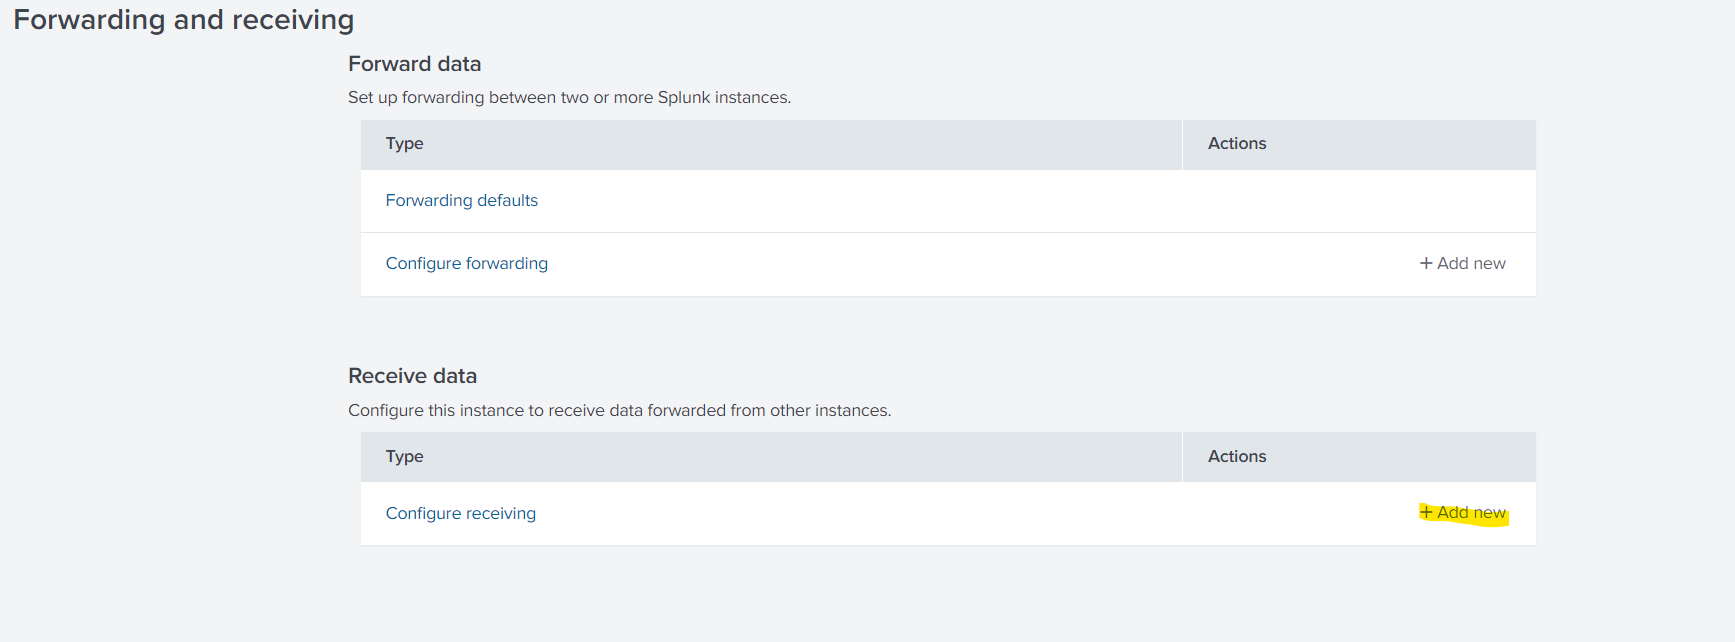 Forwarding and receiving
Forward data
Set up forwarding between two or more Splunk instances.
Type Actions
Forwarding defaults
Configure forwarding + Add new
Receive data
Configure this instance to receive data forwarded from other instances.
Type Actions
Configure receiving + Add new